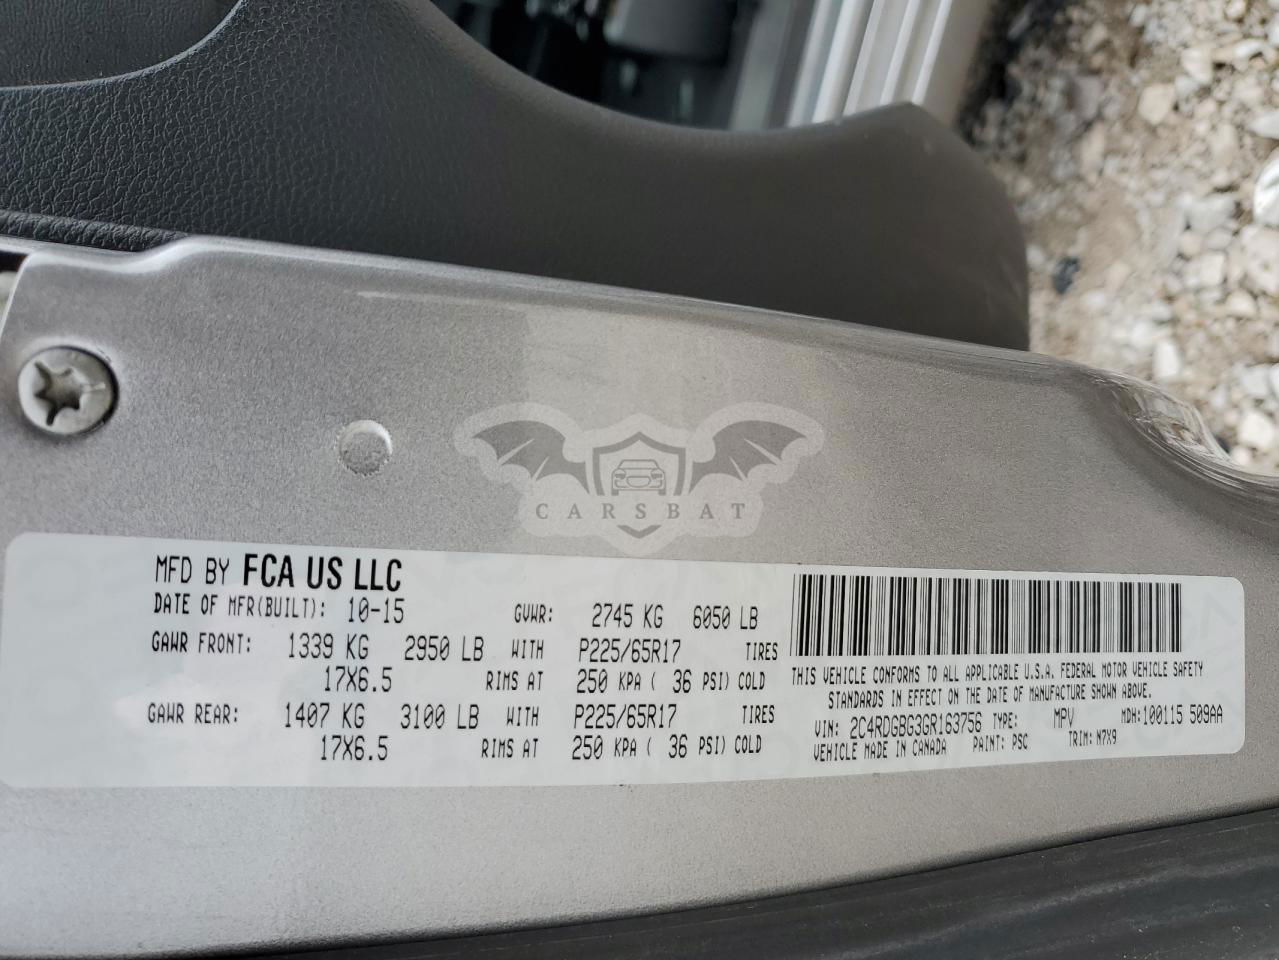 CARSBAT
MFD BY FCA US LLC
DATE OF MFR(BUILT): 10-15 GVWR: 2745 KG 6050 LB
GAWR FRONT: 1339 KG 2950 LB WITH P225/65R17 TIRES
17X6.5 RIMS AT 250 KPA ( 36 PSI) COLD
GAWR REAR: 1407 KG 3100 LB WITH P225/65R17 TIRES
17X6.5 RIMS AT 250 KPA ( 36 PSI) COLD
THIS VEHICLE CONFORMS TO ALL APPLICABLE U.S.A. FEDERAL MOTOR VEHICLE SAFETY
STANDARDS IN EFFECT ON THE DATE OF MANUFACTURE SHOWN ABOVE.
VIN: 2C4RDGBG3GR163756 TYPE: MPV MDH:100115 509AA
VEHICLE MADE IN CANADA PAINT: PSC TRIM: N7X9